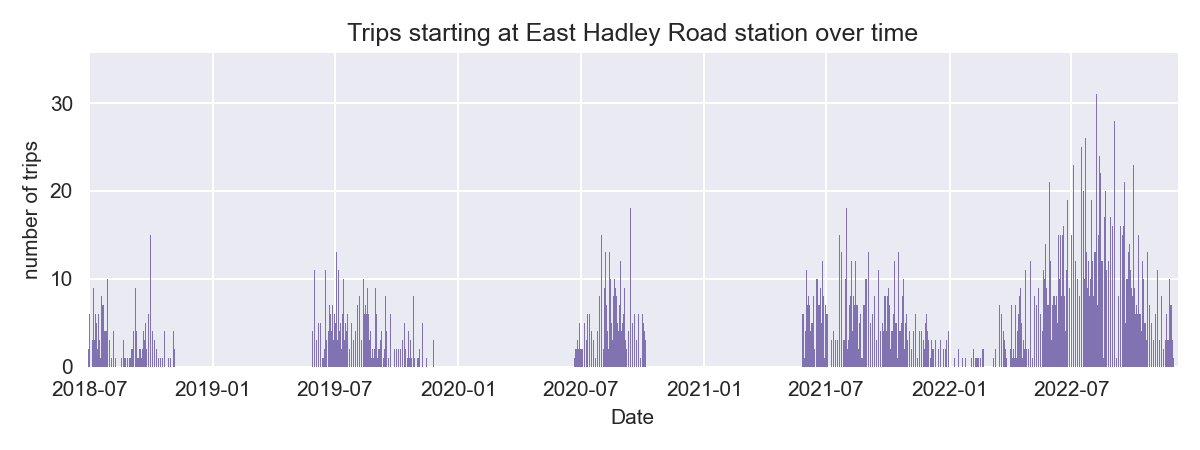 Trips starting at East Hadley Road station over time
number of trips
30
20
10
0
2018-07 2019-01 2019-07 2020-01 2020-07 2021-01 2021-07 2022-01 2022-07
Date